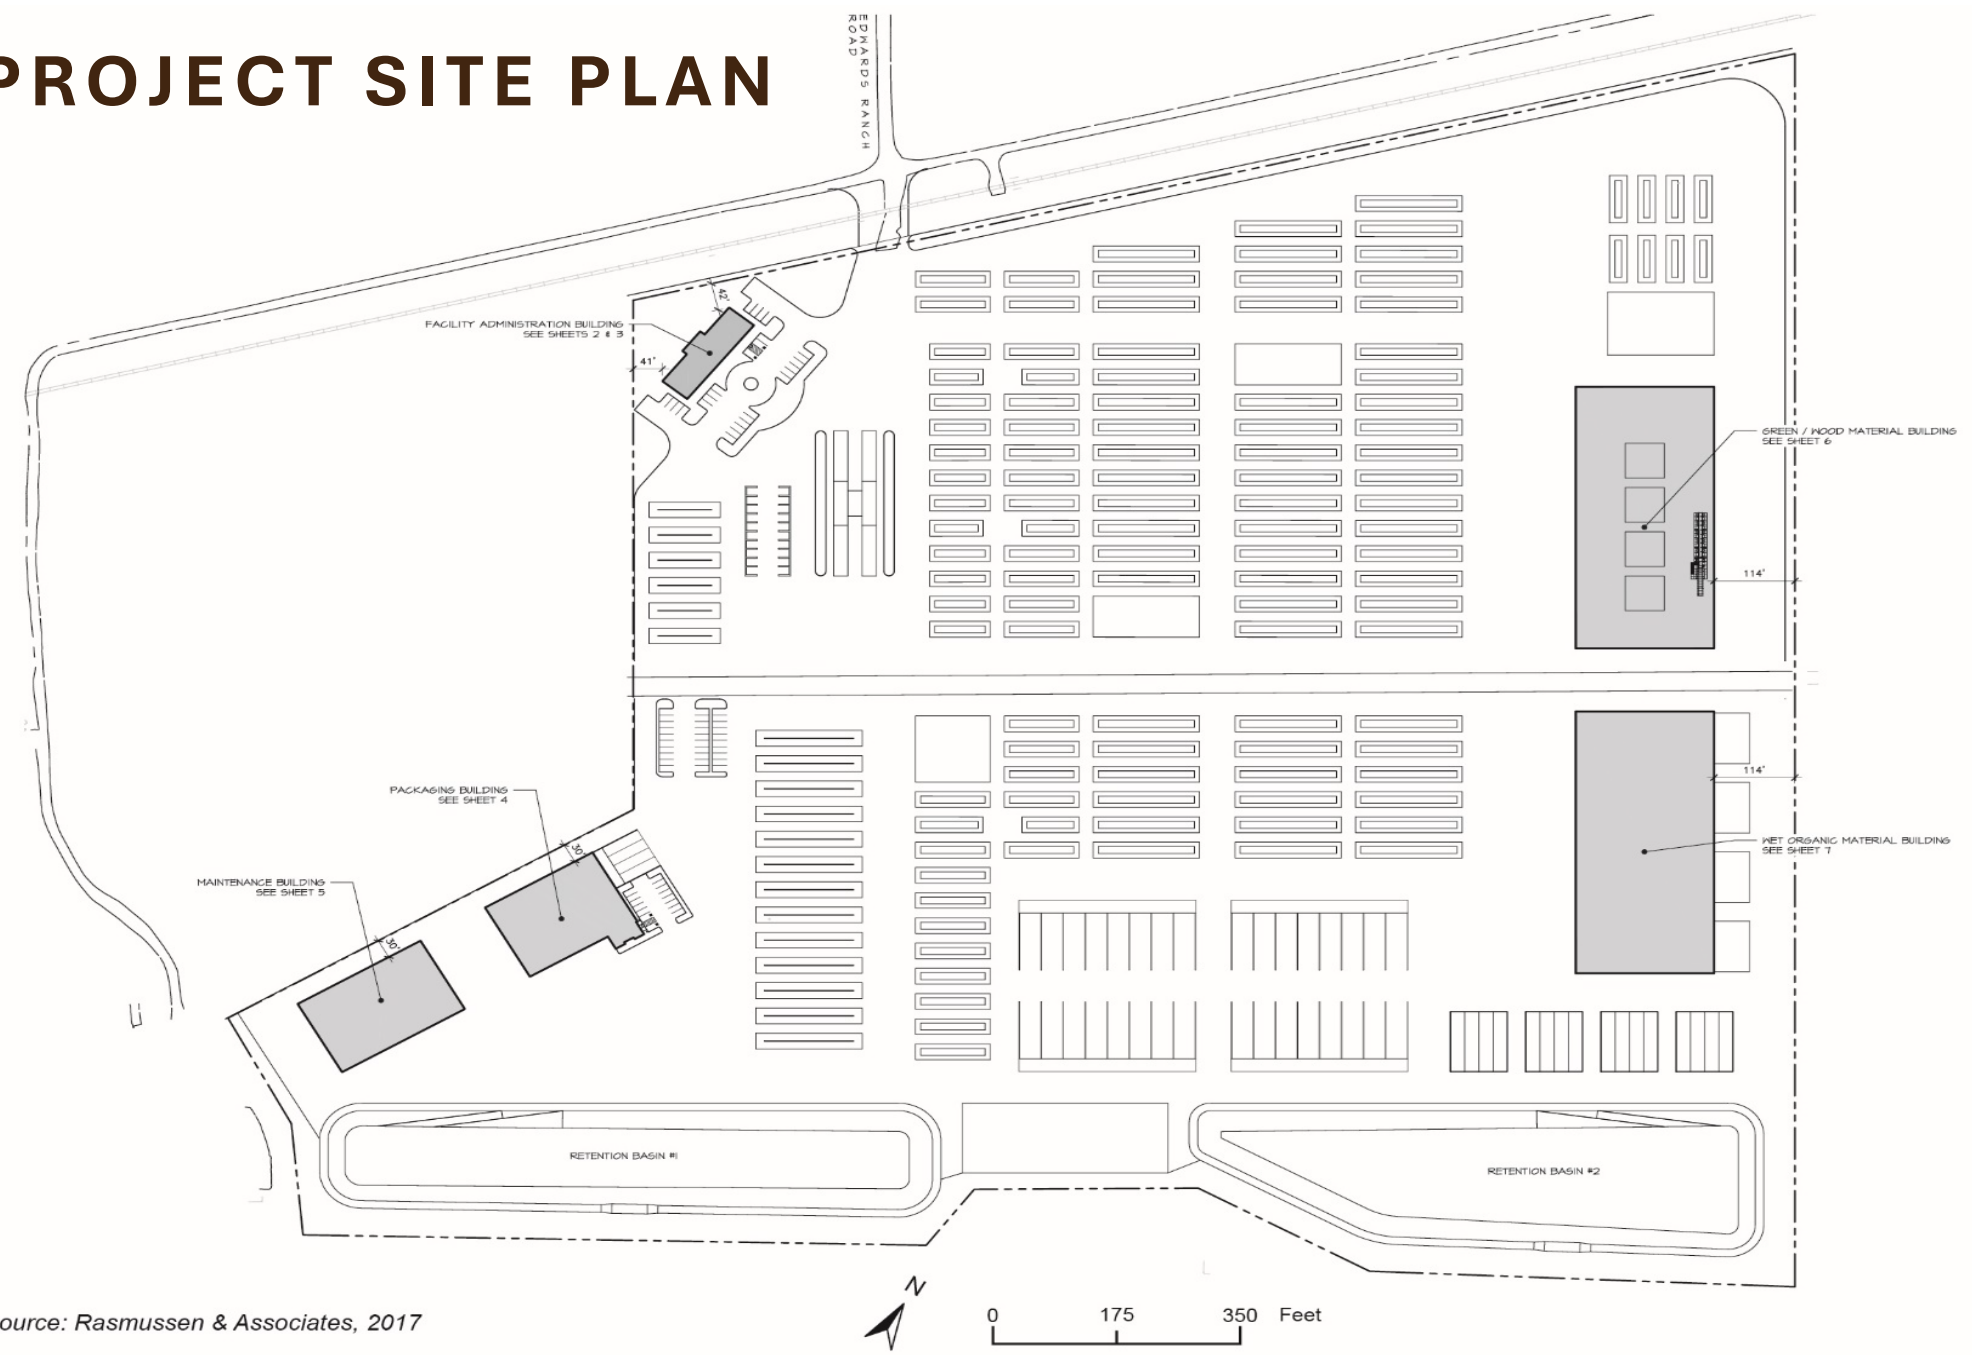 PROJECT SITE PLAN
EDWARDS RANCH
ROAD
42'
FACILITY ADMINISTRATION BUILDING
SEE SHEETS 2 & 3
41'
GREEN / WOOD MATERIAL BUILDING
SEE SHEET 6
114'
114'
PACKAGING BUILDING
SEE SHEET 4
30'
WET ORGANIC MATERIAL BUILDING
SEE SHEET 7
MAINTENANCE BUILDING
SEE SHEET 5
30'
RETENTION BASIN #1
RETENTION BASIN #2
N
0 175 350 Feet
ource: Rasmussen & Associates, 2017